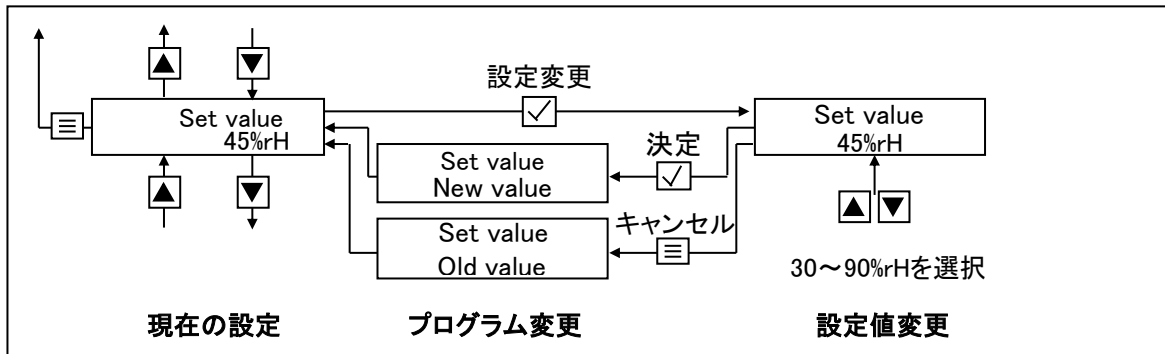 設定変更
Set value
45%rH
Set value
45%rH
決定
Set value
New value
キャンセル
Set value
Old value
30～90%rHを選択
現在の設定
プログラム変更
設定値変更